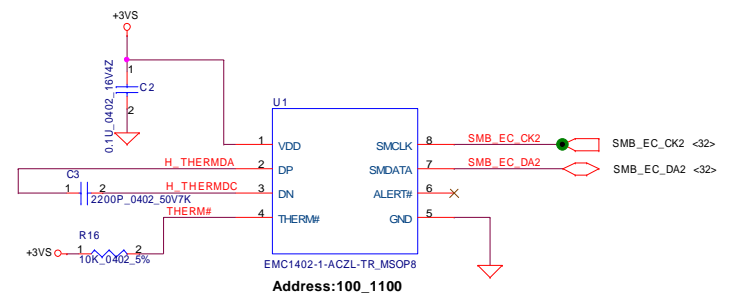 +3VS
1
C2
2
0.1U_0402_16V4Z
U1
1 VDD SMCLK 8 SMB_EC_CK2 SMB_EC_CK2 <32>
H_THERMDA 2 DP SMDATA 7 SMB_EC_DA2 SMB_EC_DA2 <32>
C3
1 2 H_THERMDC 3 DN ALERT# 6
2200P_0402_50V7K
THERM# 4 THERM# GND 5
R16
+3VS 1 2
10K_0402_5%
EMC1402-1-ACZL-TR_MSOP8
Address:100_1100